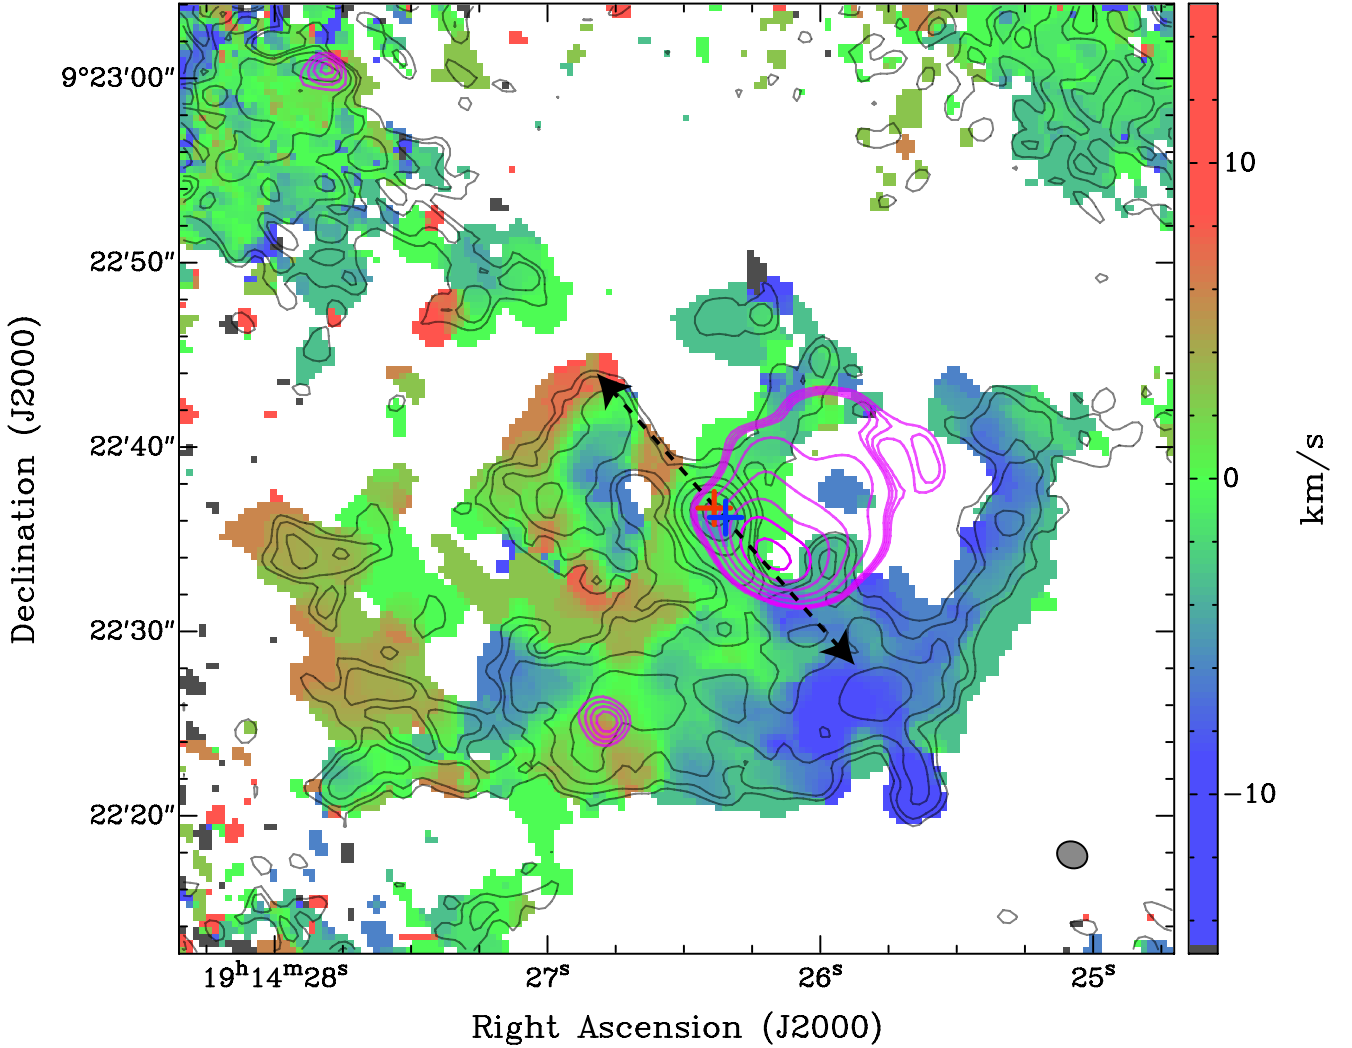 9°23′00″
22′50″
22′40″
22′30″
22′20″
Declination (J2000)
19ʰ14ᵐ28ˢ
27ˢ
26ˢ
25ˢ
Right Ascension (J2000)
10
0
−10
km/s